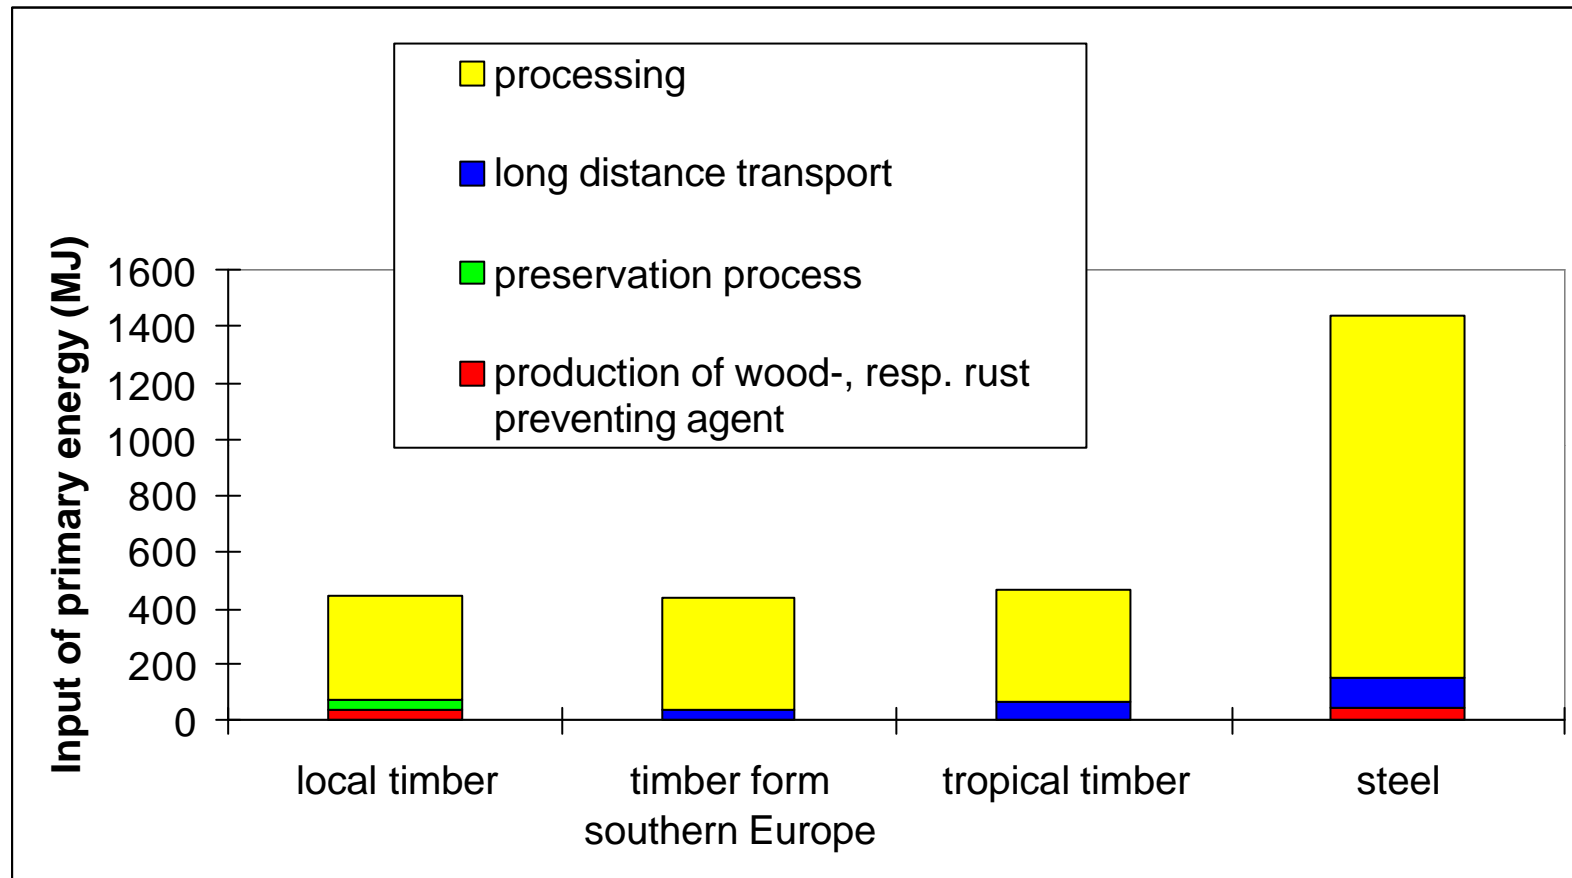 processing
long distance transport
preservation process
production of wood-, resp. rust
preventing agent
Input of primary energy (MJ)
1600
1400
1200
1000
800
600
400
200
0
local timber
timber form
southern Europe
tropical timber
steel